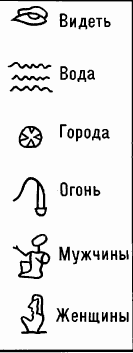 Видеть
Вода
Города
Огонь
Мужчины
Женщины